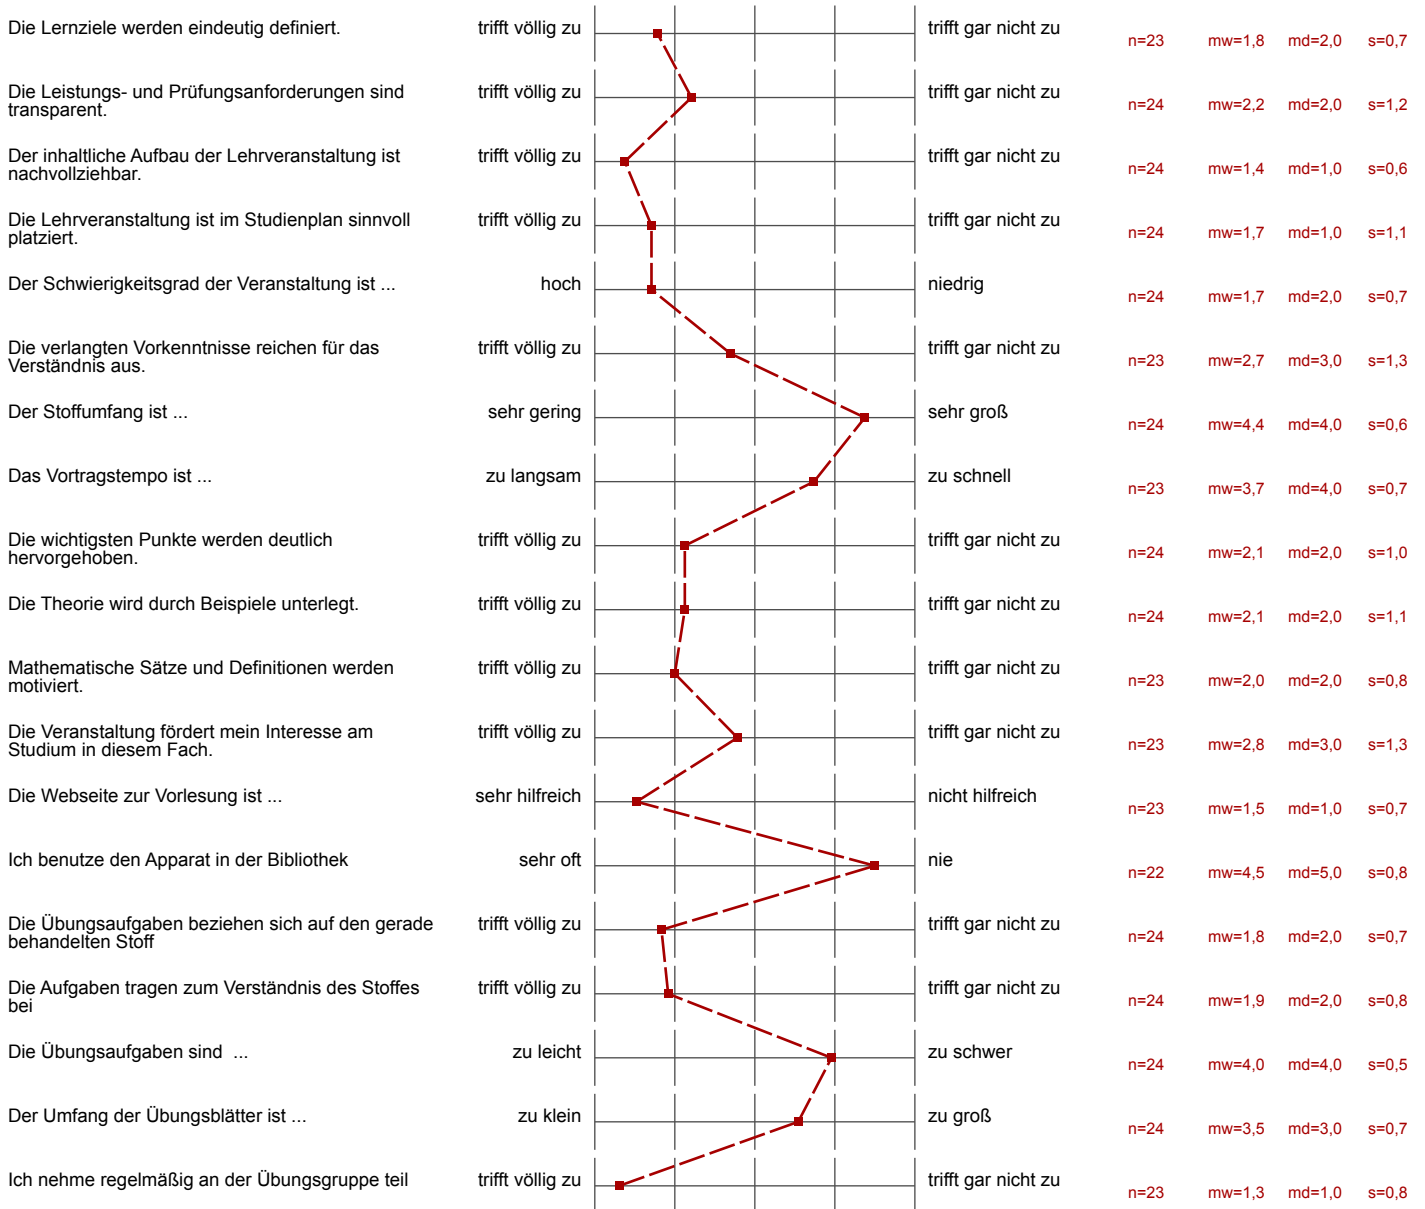 Die Lernziele werden eindeutig definiert. trifft völlig zu trifft gar nicht zu n=23 mw=1,8 md=2,0 s=0,7
Die Leistungs- und Prüfungsanforderungen sind
transparent. trifft völlig zu trifft gar nicht zu n=24 mw=2,2 md=2,0 s=1,2
Der inhaltliche Aufbau der Lehrveranstaltung ist
nachvollziehbar. trifft völlig zu trifft gar nicht zu n=24 mw=1,4 md=1,0 s=0,6
Die Lehrveranstaltung ist im Studienplan sinnvoll
platziert. trifft völlig zu trifft gar nicht zu n=24 mw=1,7 md=1,0 s=1,1
Der Schwierigkeitsgrad der Veranstaltung ist ... hoch niedrig n=24 mw=1,7 md=2,0 s=0,7
Die verlangten Vorkenntnisse reichen für das
Verständnis aus. trifft völlig zu trifft gar nicht zu n=23 mw=2,7 md=3,0 s=1,3
Der Stoffumfang ist ... sehr gering sehr groß n=24 mw=4,4 md=4,0 s=0,6
Das Vortragstempo ist ... zu langsam zu schnell n=23 mw=3,7 md=4,0 s=0,7
Die wichtigsten Punkte werden deutlich
hervorgehoben. trifft völlig zu trifft gar nicht zu n=24 mw=2,1 md=2,0 s=1,0
Die Theorie wird durch Beispiele unterlegt. trifft völlig zu trifft gar nicht zu n=24 mw=2,1 md=2,0 s=1,1
Mathematische Sätze und Definitionen werden
motiviert. trifft völlig zu trifft gar nicht zu n=23 mw=2,0 md=2,0 s=0,8
Die Veranstaltung fördert mein Interesse am
Studium in diesem Fach. trifft völlig zu trifft gar nicht zu n=23 mw=2,8 md=3,0 s=1,3
Die Webseite zur Vorlesung ist ... sehr hilfreich nicht hilfreich n=23 mw=1,5 md=1,0 s=0,7
Ich benutze den Apparat in der Bibliothek sehr oft nie n=22 mw=4,5 md=5,0 s=0,8
Die Übungsaufgaben beziehen sich auf den gerade
behandelten Stoff trifft völlig zu trifft gar nicht zu n=24 mw=1,8 md=2,0 s=0,7
Die Aufgaben tragen zum Verständnis des Stoffes
bei trifft völlig zu trifft gar nicht zu n=24 mw=1,9 md=2,0 s=0,8
Die Übungsaufgaben sind ... zu leicht zu schwer n=24 mw=4,0 md=4,0 s=0,5
Der Umfang der Übungsblätter ist ... zu klein zu groß n=24 mw=3,5 md=3,0 s=0,7
Ich nehme regelmäßig an der Übungsgruppe teil trifft völlig zu trifft gar nicht zu n=23 mw=1,3 md=1,0 s=0,8